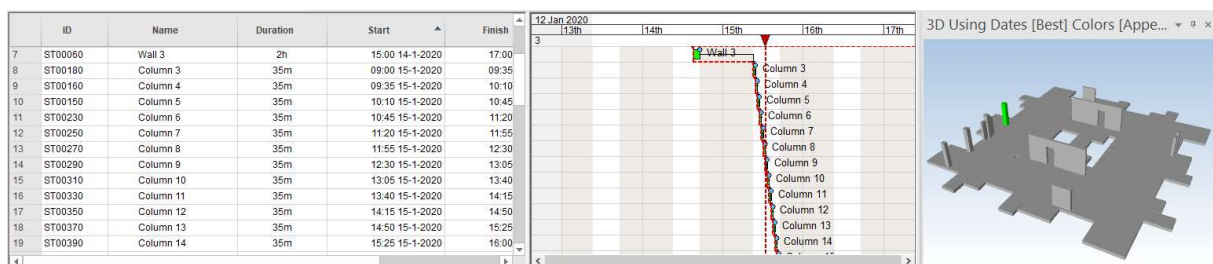 ID Name Duration Start Finish
7 ST00060 Wall 3 2h 15:00 14-1-2020 17:00
8 ST00180 Column 3 35m 09:00 15-1-2020 09:35
9 ST00160 Column 4 35m 09:35 15-1-2020 10:10
10 ST00150 Column 5 35m 10:10 15-1-2020 10:45
11 ST00230 Column 6 35m 10:45 15-1-2020 11:20
12 ST00250 Column 7 35m 11:20 15-1-2020 11:55
13 ST00270 Column 8 35m 11:55 15-1-2020 12:30
14 ST00290 Column 9 35m 12:30 15-1-2020 13:05
15 ST00310 Column 10 35m 13:05 15-1-2020 13:40
16 ST00330 Column 11 35m 13:40 15-1-2020 14:15
17 ST00350 Column 12 35m 14:15 15-1-2020 14:50
18 ST00370 Column 13 35m 14:50 15-1-2020 15:25
19 ST00390 Column 14 35m 15:25 15-1-2020 16:00
12 Jan 2020
13th 14th 15th 16th 17th
3
Wall 3
Column 3
Column 4
Column 5
Column 6
Column 7
Column 8
Column 9
Column 10
Column 11
Column 12
Column 13
Column 14
3D Using Dates [Best] Colors [Appe...